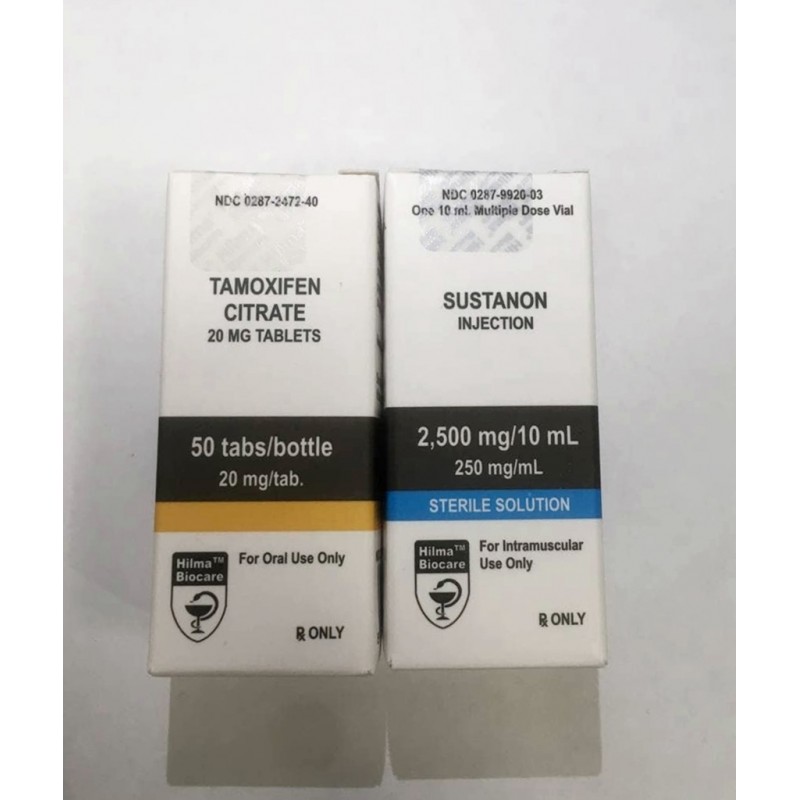 NDC 0287-2472-40
TAMOXIFEN
CITRATE
20 MG TABLETS
50 tabs/bottle
20 mg/tab.
Hilma™
Biocare
For Oral Use Only
℞ ONLY
NDC 0287-9920-03
One 10 mL Multiple Dose Vial
SUSTANON
INJECTION
2,500 mg/10 mL
250 mg/mL
STERILE SOLUTION
Hilma™
Biocare
For Intramuscular
Use Only
℞ ONLY